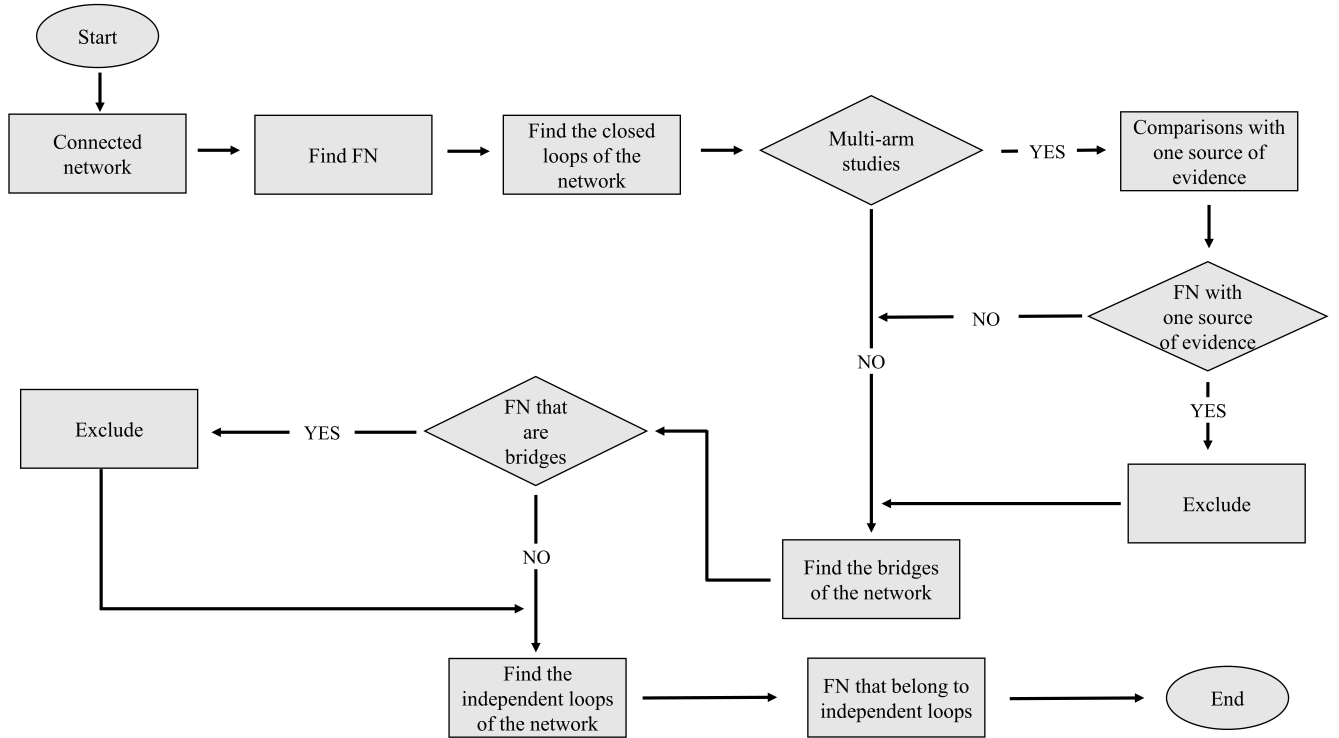 Start
Connected
network
Find FN
Find the closed
loops of the
network
Multi-arm
studies
YES
Comparisons with
one source of
evidence
FN with
one source
of evidence
NO
NO
YES
Exclude
Find the bridges
of the network
FN that
are
bridges
YES
Exclude
NO
Find the
independent loops
of the network
FN that belong to
independent loops
End